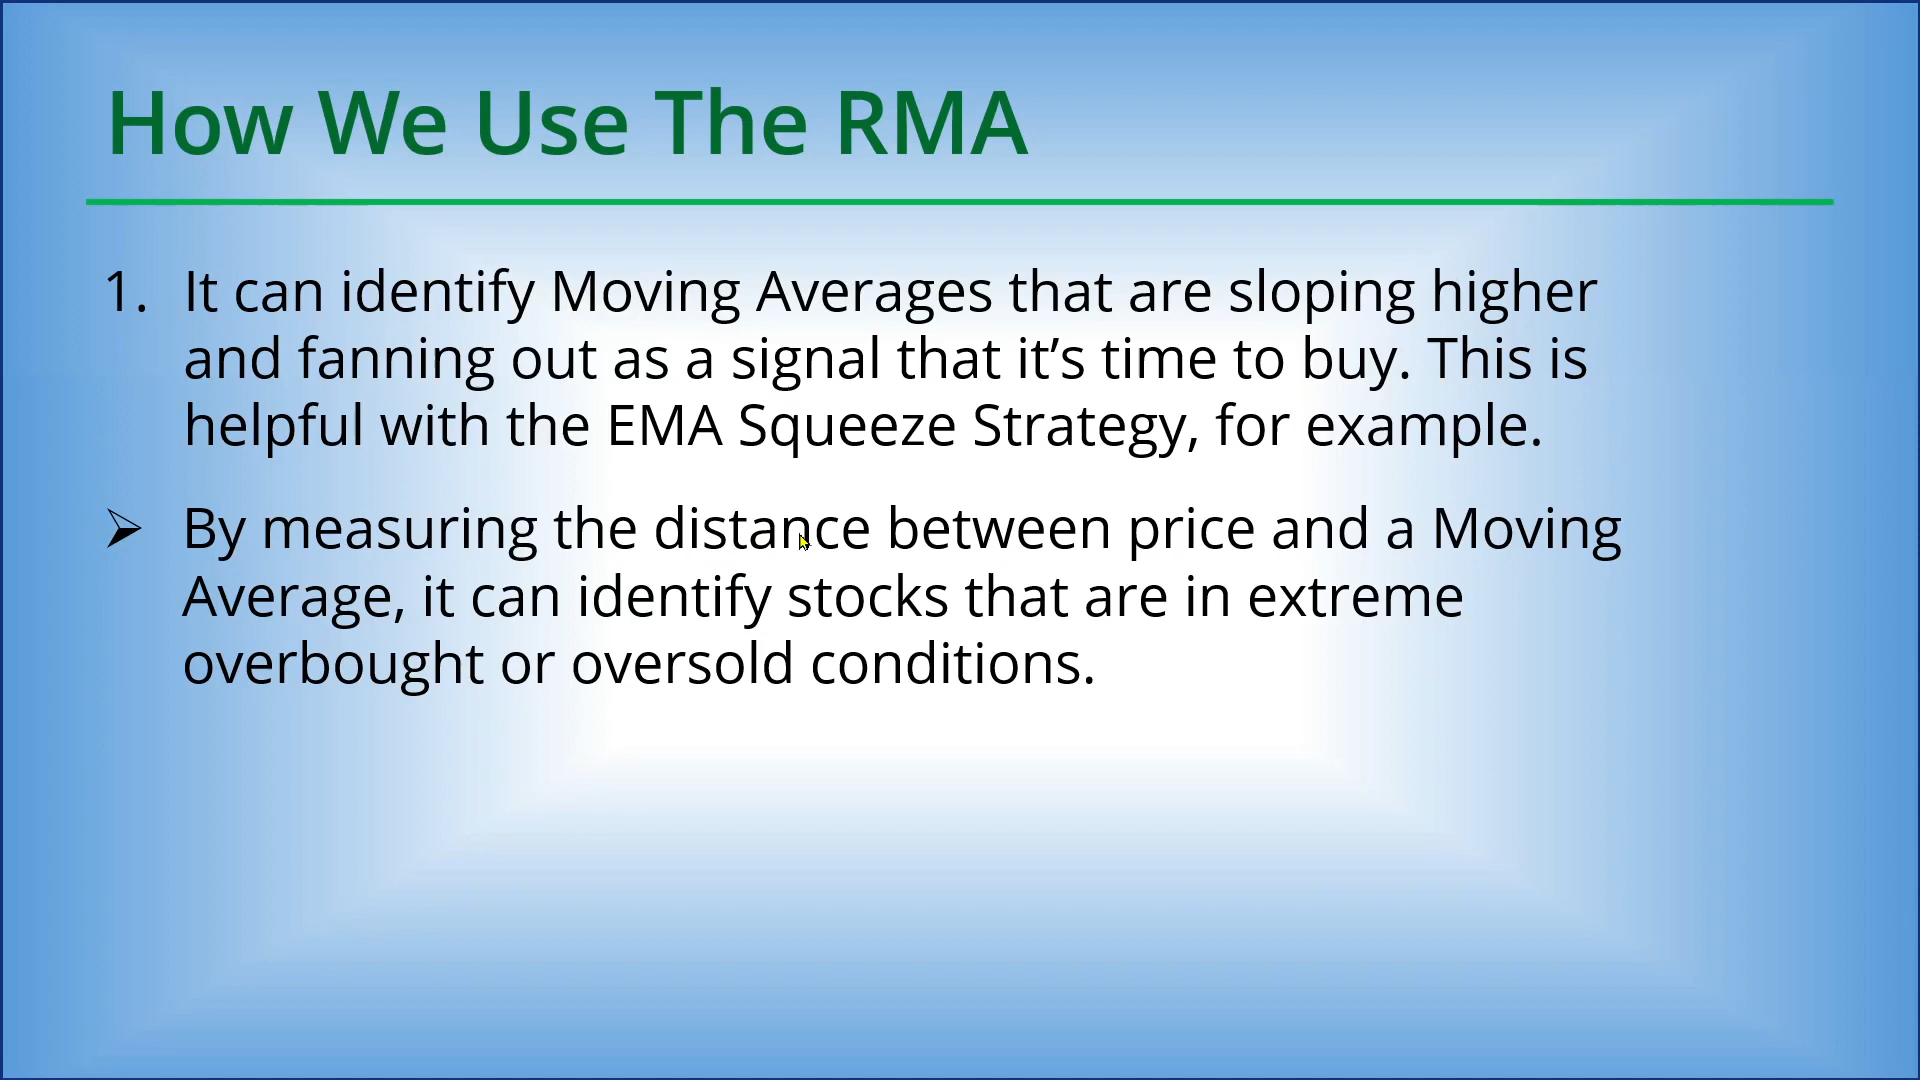 How We Use The RMA
1. It can identify Moving Averages that are sloping higher
and fanning out as a signal that it’s time to buy. This is
helpful with the EMA Squeeze Strategy, for example.
➢ By measuring the distance between price and a Moving
Average, it can identify stocks that are in extreme
overbought or oversold conditions.